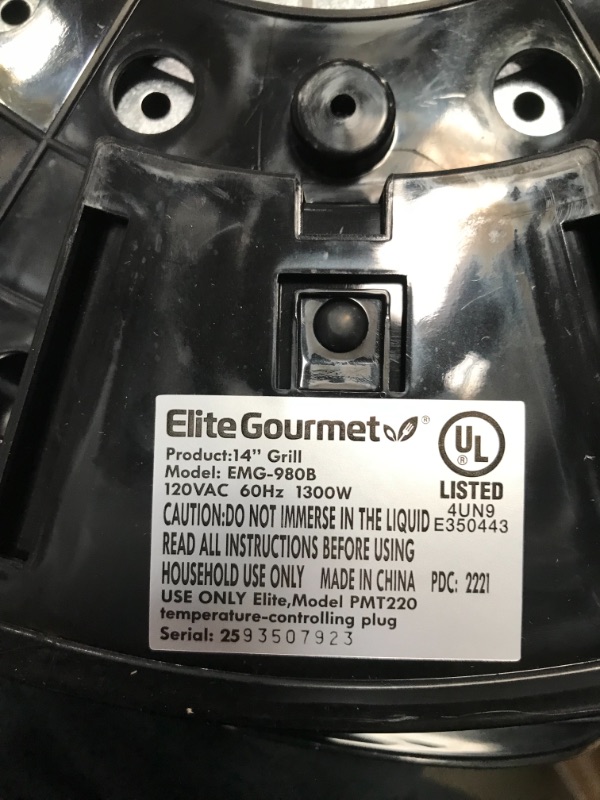 Elite Gourmet ®
Product:14" Grill
Model: EMG-980B
120VAC 60Hz 1300W
CAUTION:DO NOT IMMERSE IN THE LIQUID
READ ALL INSTRUCTIONS BEFORE USING
HOUSEHOLD USE ONLY MADE IN CHINA PDC: 2221
USE ONLY Elite,Model PMT220
temperature-controlling plug
Serial: 2593507923
UL ®
LISTED
4UN9
E350443